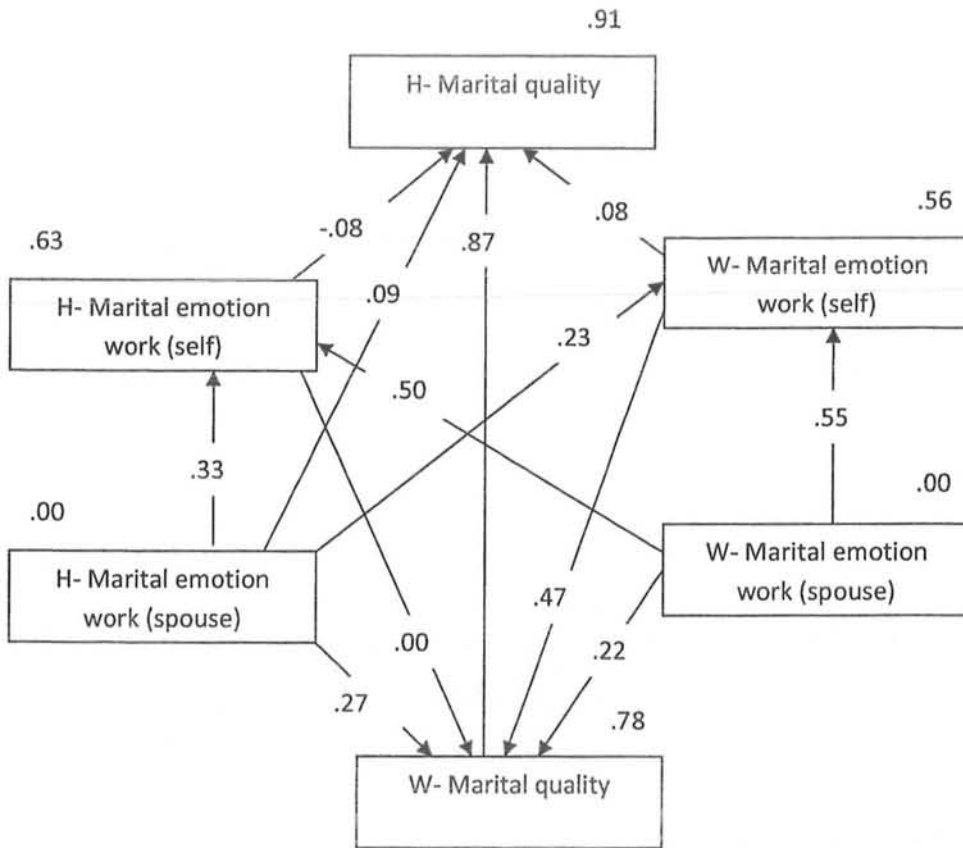 .91
H- Marital quality
-.08
.08
.56
.63
.87
W- Marital emotion
work (self)
H- Marital emotion
work (self)
.09
.23
.50
.55
.33
.00
.00
H- Marital emotion
work (spouse)
W- Marital emotion
work (spouse)
.47
.00
.22
.27
.78
W- Marital quality